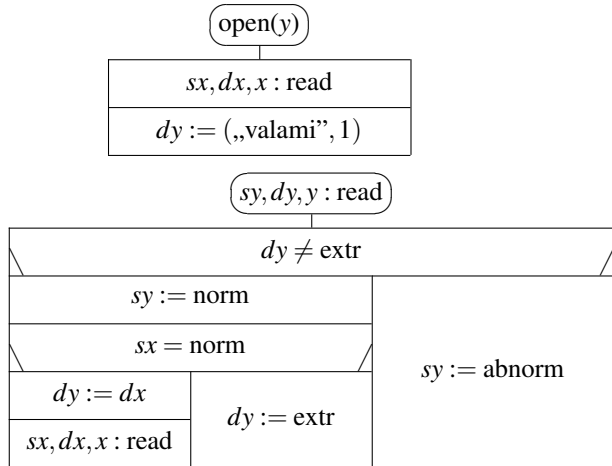 open(y)
sx, dx, x : read
dy := („valami”, 1)
sy, dy, y : read
dy ≠ extr
sy := norm
sx = norm
sy := abnorm
dy := dx
dy := extr
sx, dx, x : read